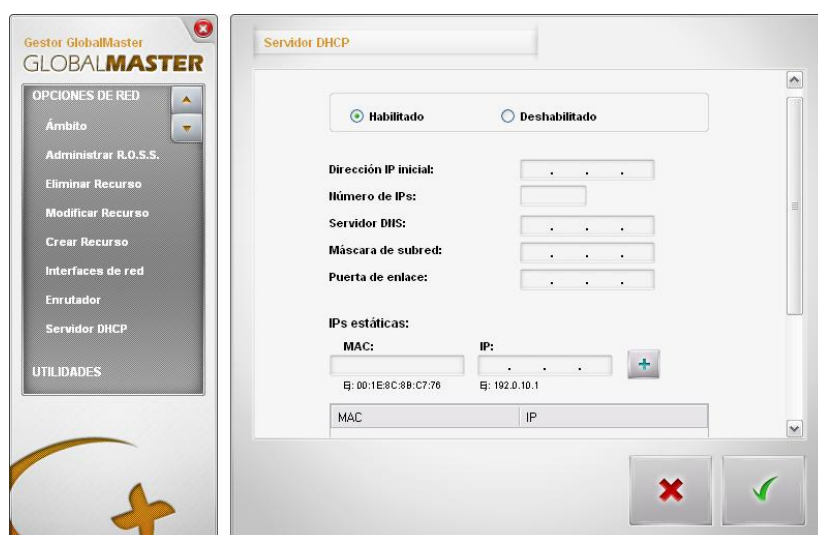 Gestor GlobalMaster
GLOBALMASTER
OPCIONES DE RED
Ámbito
Administrar R.O.S.S.
Eliminar Recurso
Modificar Recurso
Crear Recurso
Interfaces de red
Enrutador
Servidor DHCP
UTILIDADES
Servidor DHCP
Habilitado Deshabilitado
Dirección IP inicial: . . .
Número de IPs:
Servidor DNS: . . .
Máscara de subred: . . .
Puerta de enlace: . . .
IPs estáticas:
MAC: IP:
. . .
Ej: 00:1E:8C:8B:C7:76 Ej: 192.0.10.1
MAC IP